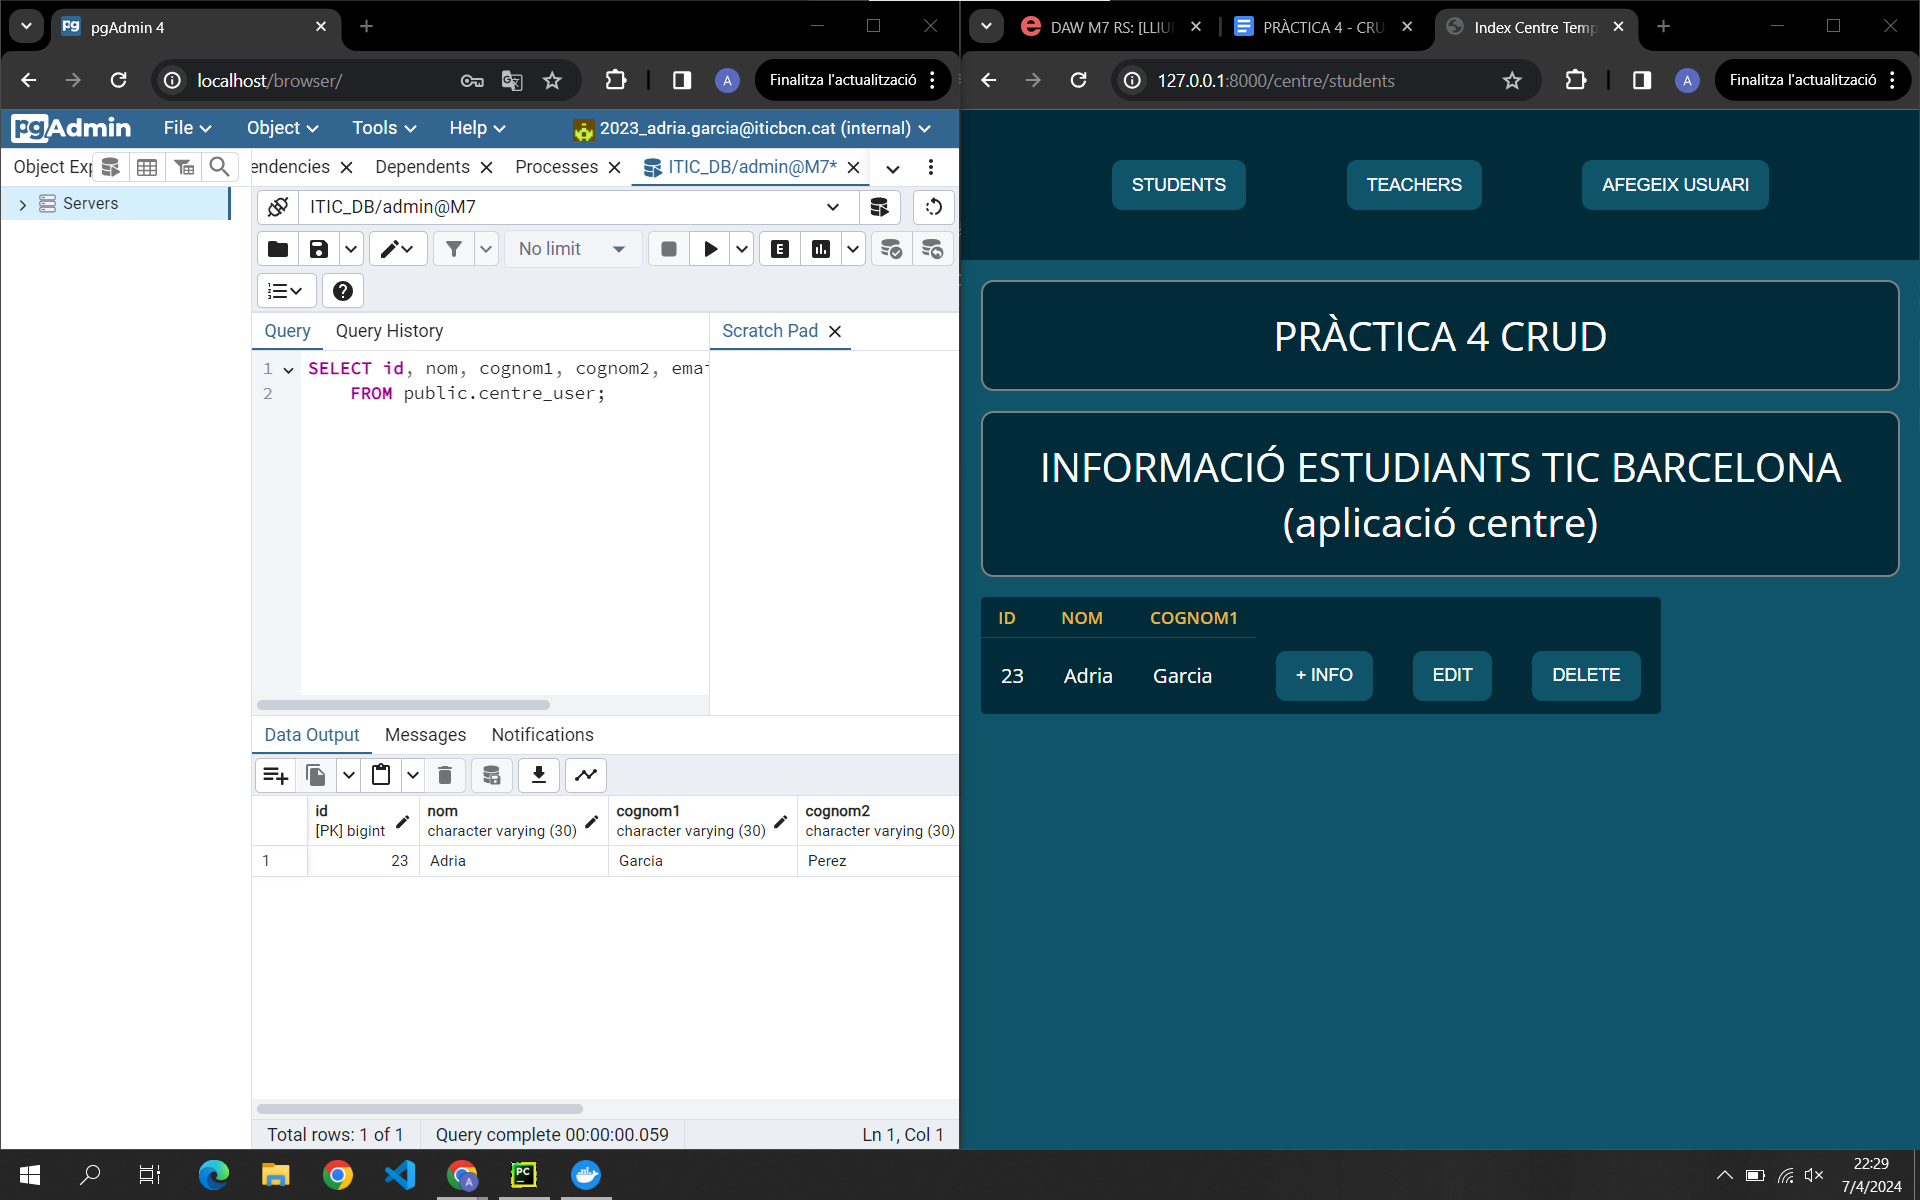 pgAdmin 4
localhost/browser/
A
Finalitza l'actualització
pgAdmin
File
Object
Tools
Help
2023_adria.garcia@iticbcn.cat (internal)
Object Exp
endencies
Dependents
Processes
ITIC_DB/admin@M7*
Servers
ITIC_DB/admin@M7
No limit
E
Query
Query History
Scratch Pad
1 SELECT id, nom, cognom1, cognom2, emai
2 FROM public.centre_user;
Data Output
Messages
Notifications
id
[PK] bigint
nom
character varying (30)
cognom1
character varying (30)
cognom2
character varying (30)
1 23 Adria Garcia Perez
Total rows: 1 of 1
Query complete 00:00:00.059
Ln 1, Col 1
DAW M7 RS: [LLIU
PRÀCTICA 4 - CRU
Index Centre Temp
127.0.0.1:8000/centre/students
A
Finalitza l'actualització
STUDENTS
TEACHERS
AFEGEIX USUARI
PRÀCTICA 4 CRUD
INFORMACIÓ ESTUDIANTS TIC BARCELONA
(aplicació centre)
ID NOM COGNOM1
23 Adria Garcia + INFO EDIT DELETE
A
PC
22:29
7/4/2024